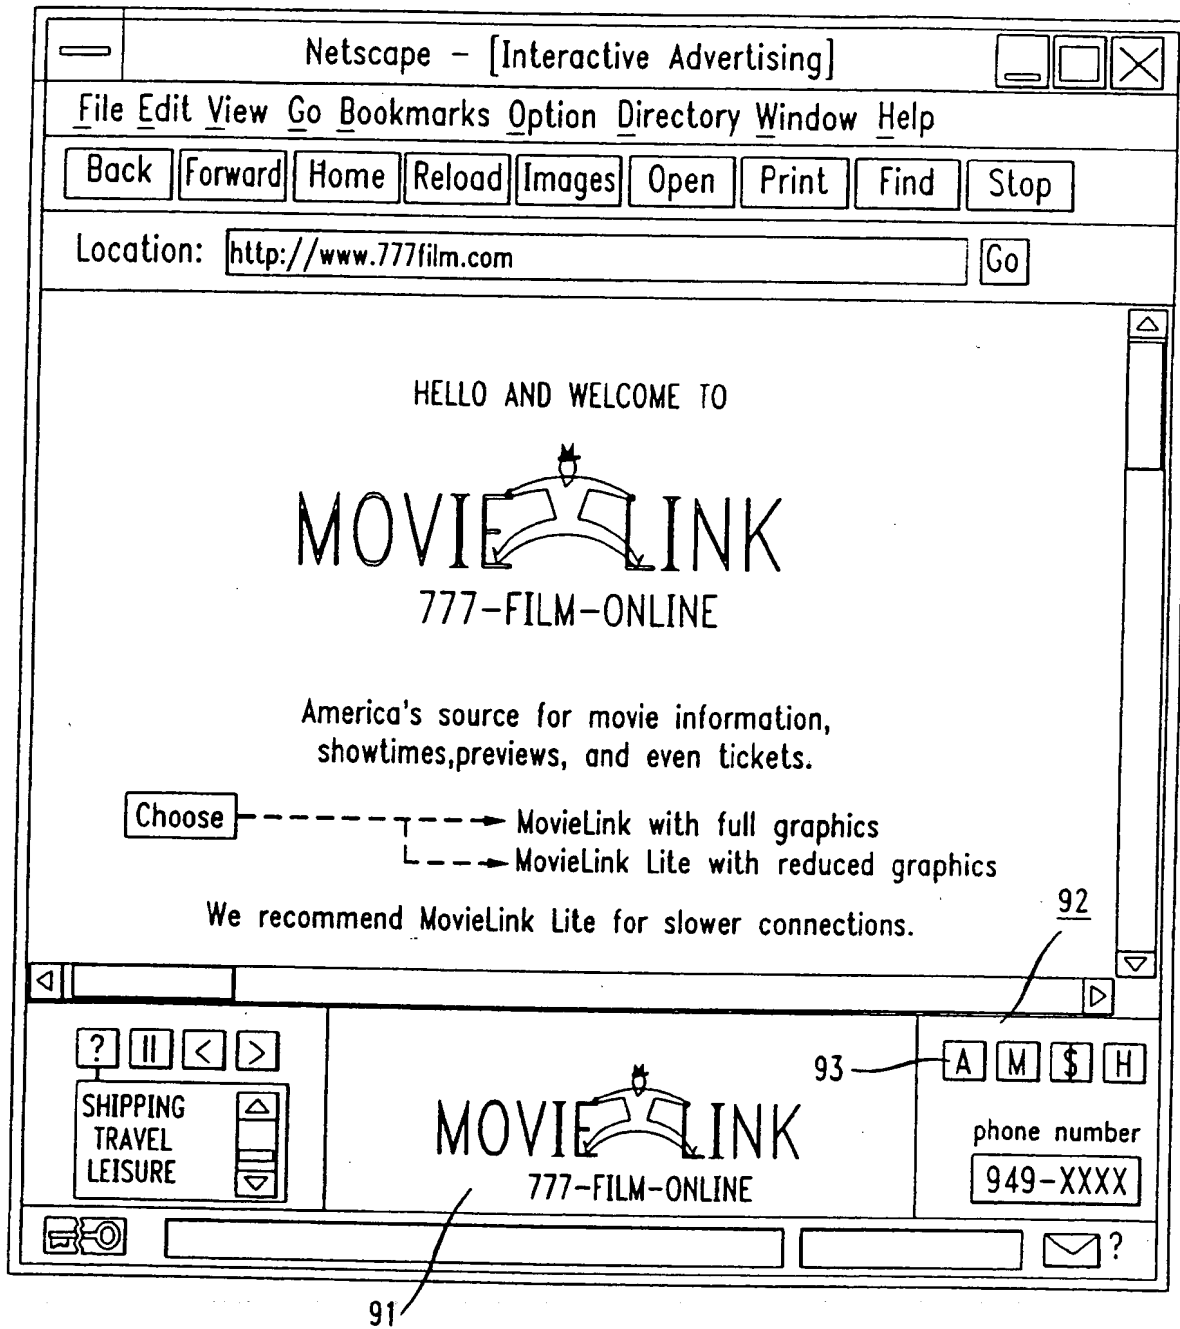 Netscape – [Interactive Advertising]
File Edit View Go Bookmarks Option Directory Window Help
Back Forward Home Reload Images Open Print Find Stop
Location: http://www.777film.com Go
HELLO AND WELCOME TO
MOVIE LINK
777-FILM-ONLINE
America's source for movie information,
showtimes,previews, and even tickets.
Choose MovieLink with full graphics
MovieLink Lite with reduced graphics
We recommend MovieLink Lite for slower connections.
92
? || < >
93 A M $ H
SHIPPING
TRAVEL
LEISURE
MOVIE LINK
777-FILM-ONLINE
phone number
949-XXXX
?
91